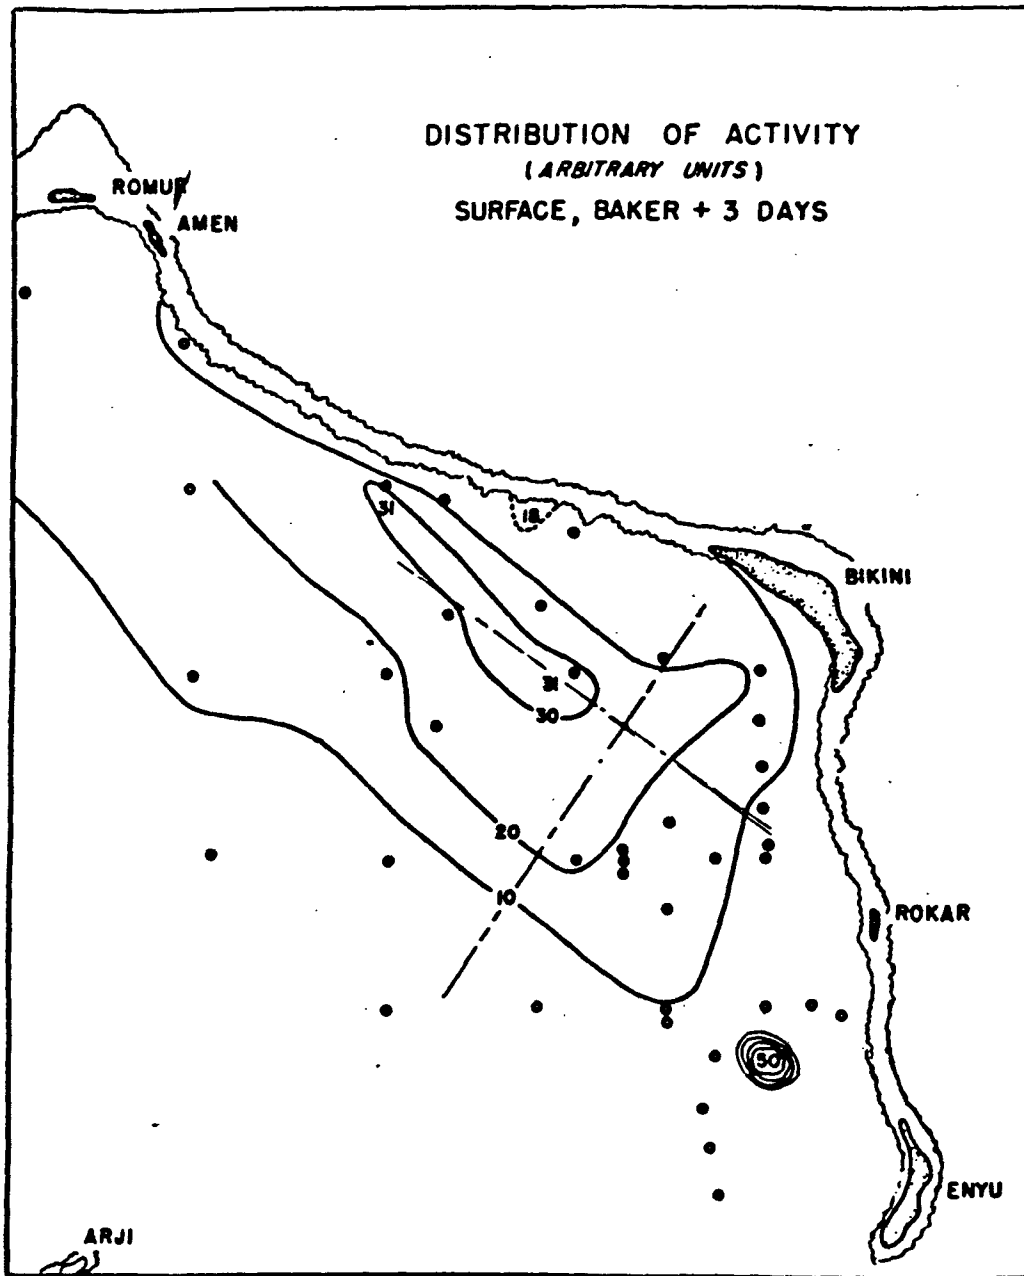 DISTRIBUTION OF ACTIVITY
(ARBITRARY UNITS)
SURFACE, BAKER + 3 DAYS
ROMUR
AMEN
31
18
BIKINI
31
30
20
10
ROKAR
50
ENYU
ARJI